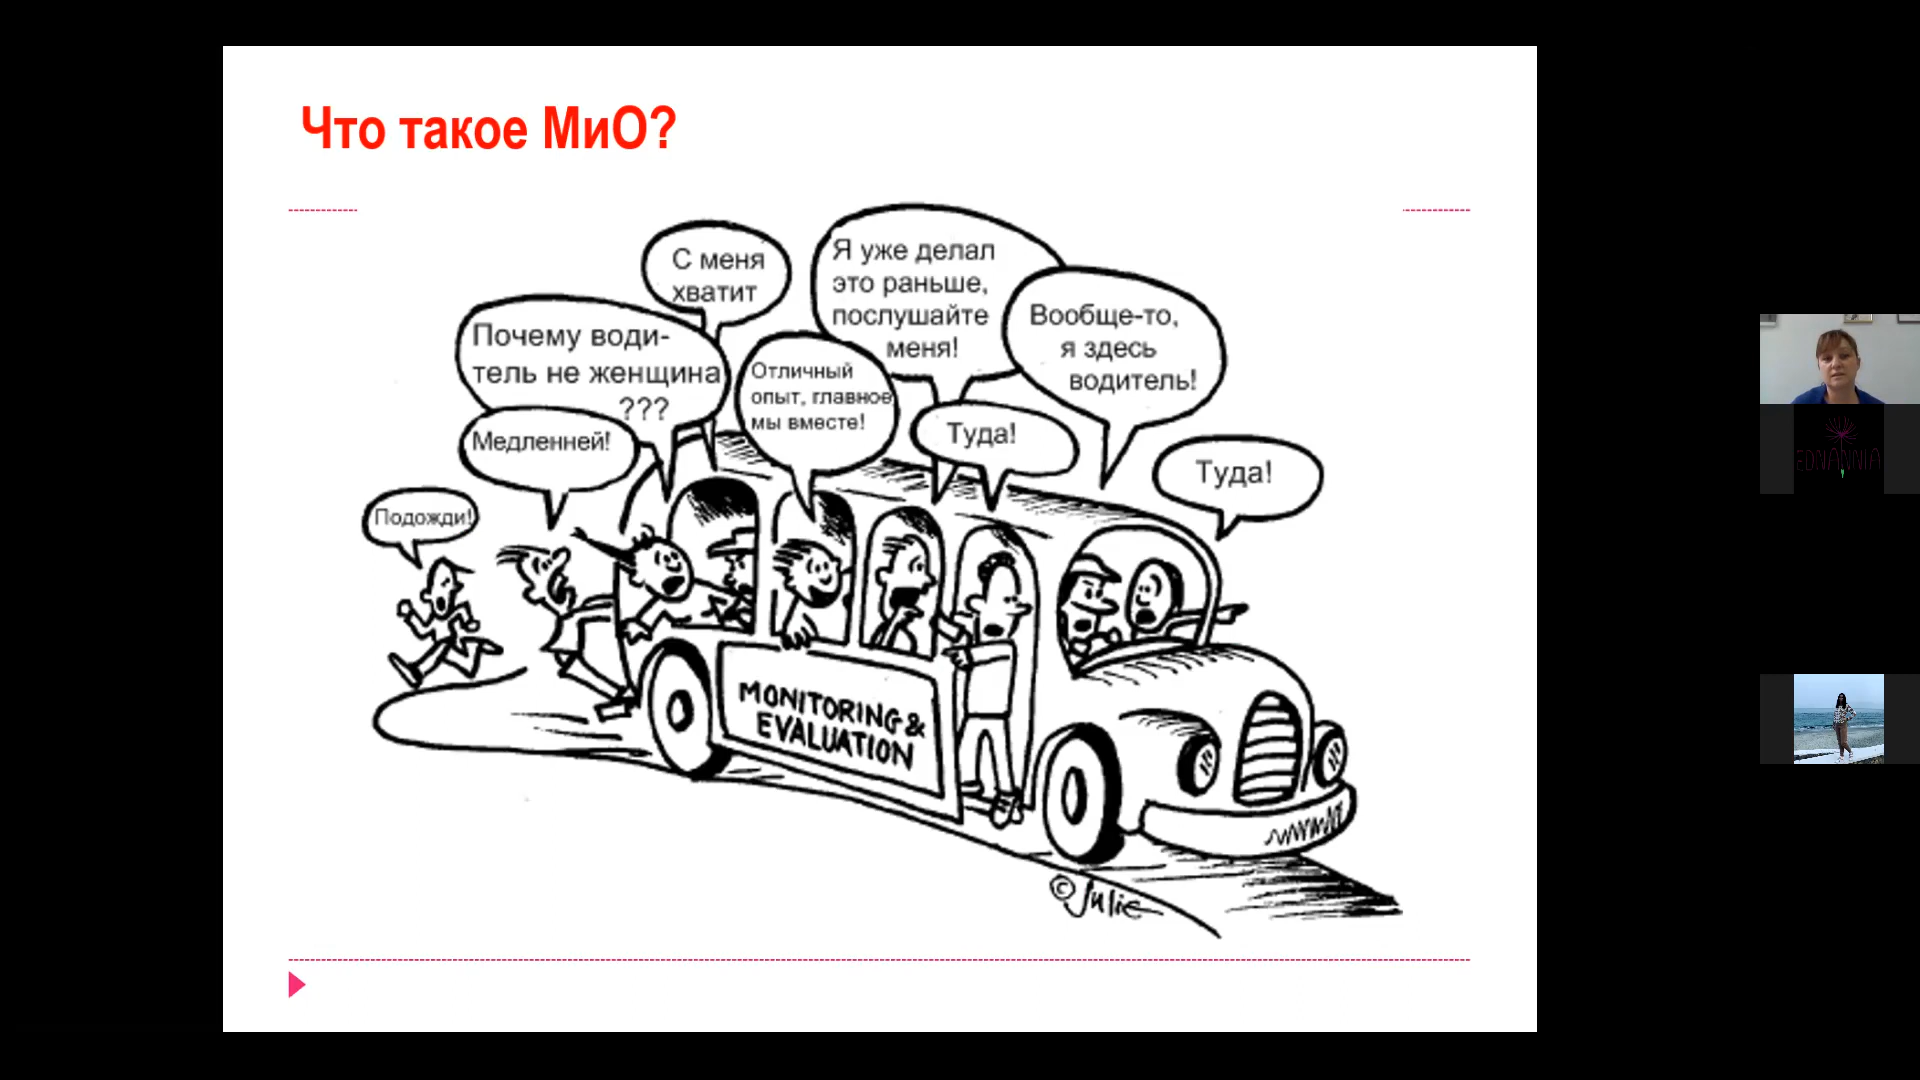 Что такое МиО?
С меня
хватит
Я уже делал
это раньше,
послушайте
меня!
Вообще-то,
я здесь
водитель!
Почему води-
тель не женщина
???
Отличный
опыт, главное
мы вместе!
Медленней!
Туда!
Туда!
Подожди!
MONITORING &
EVALUATION
© Julie
EDNANNIA